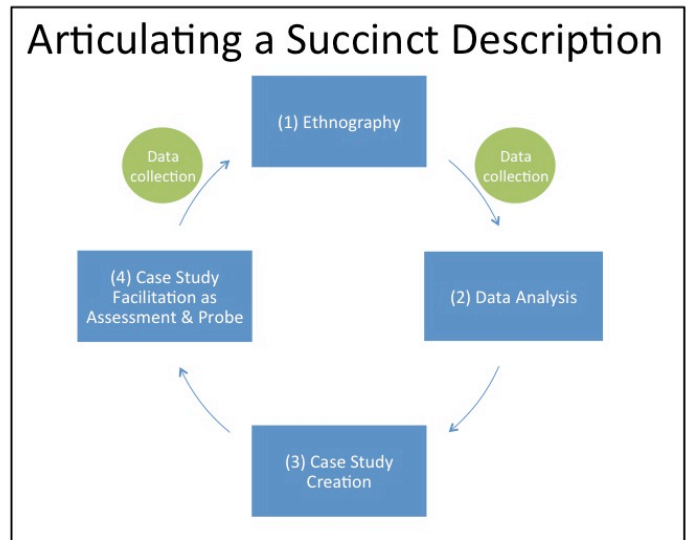 Articulating a Succinct Description
(1) Ethnography
Data
collection
Data
collection
(2) Data Analysis
(3) Case Study
Creation
(4) Case Study
Facilitation as
Assessment & Probe